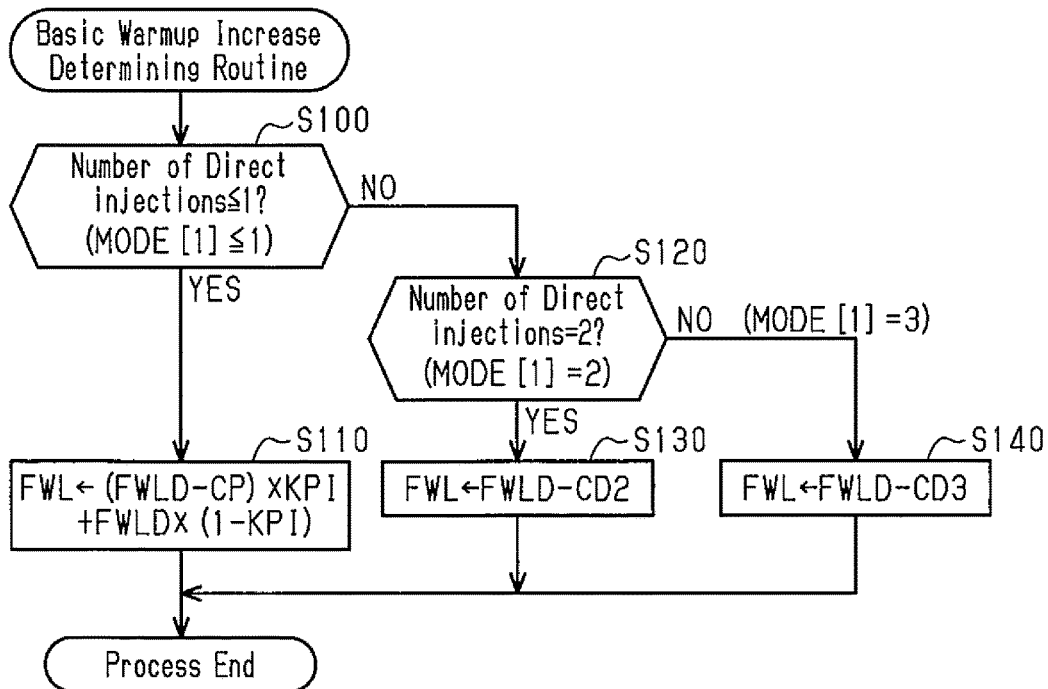 Basic Warmup Increase
Determining Routine
S100
Number of Direct
injections≦1?
(MODE [1] ≦1)
NO
YES
S120
Number of Direct
injections=2?
(MODE [1] =2)
NO (MODE [1] =3)
YES
S110
FWL← (FWLD-CP) ×KPI
+FWLD× (1-KPI)
S130
FWL←FWLD-CD2
S140
FWL←FWLD-CD3
Process End